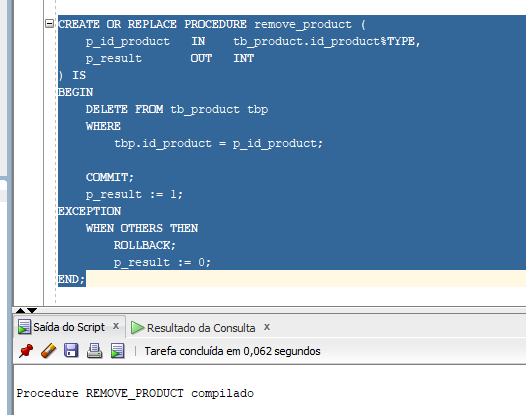 CREATE OR REPLACE PROCEDURE remove_product (
    p_id_product   IN    tb_product.id_product%TYPE,
    p_result       OUT   INT
) IS
BEGIN
    DELETE FROM tb_product tbp
    WHERE
        tbp.id_product = p_id_product;
    COMMIT;
    p_result := 1;
EXCEPTION
    WHEN OTHERS THEN
        ROLLBACK;
        p_result := 0;
END;
Saída do Script x Resultado da Consulta x
Tarefa concluída em 0,062 segundos
Procedure REMOVE_PRODUCT compilado